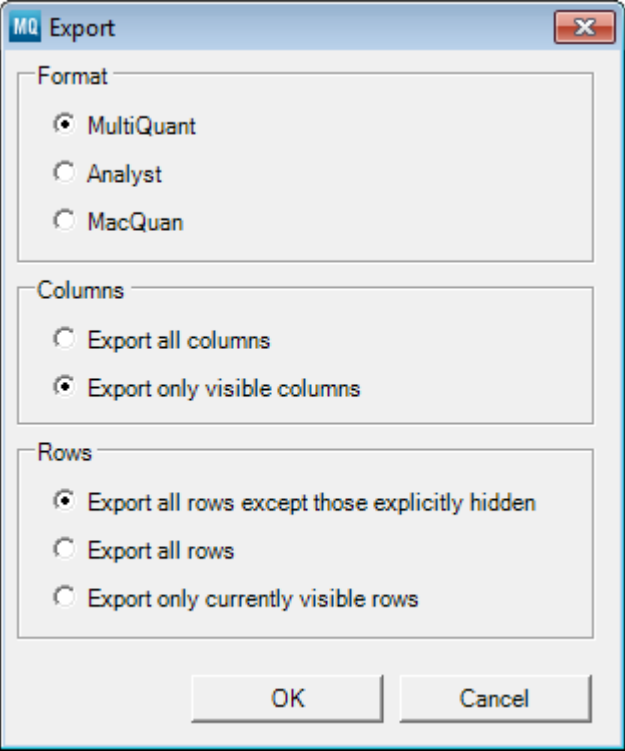 MQ Export
Format
MultiQuant
Analyst
MacQuan
Columns
Export all columns
Export only visible columns
Rows
Export all rows except those explicitly hidden
Export all rows
Export only currently visible rows
OK Cancel